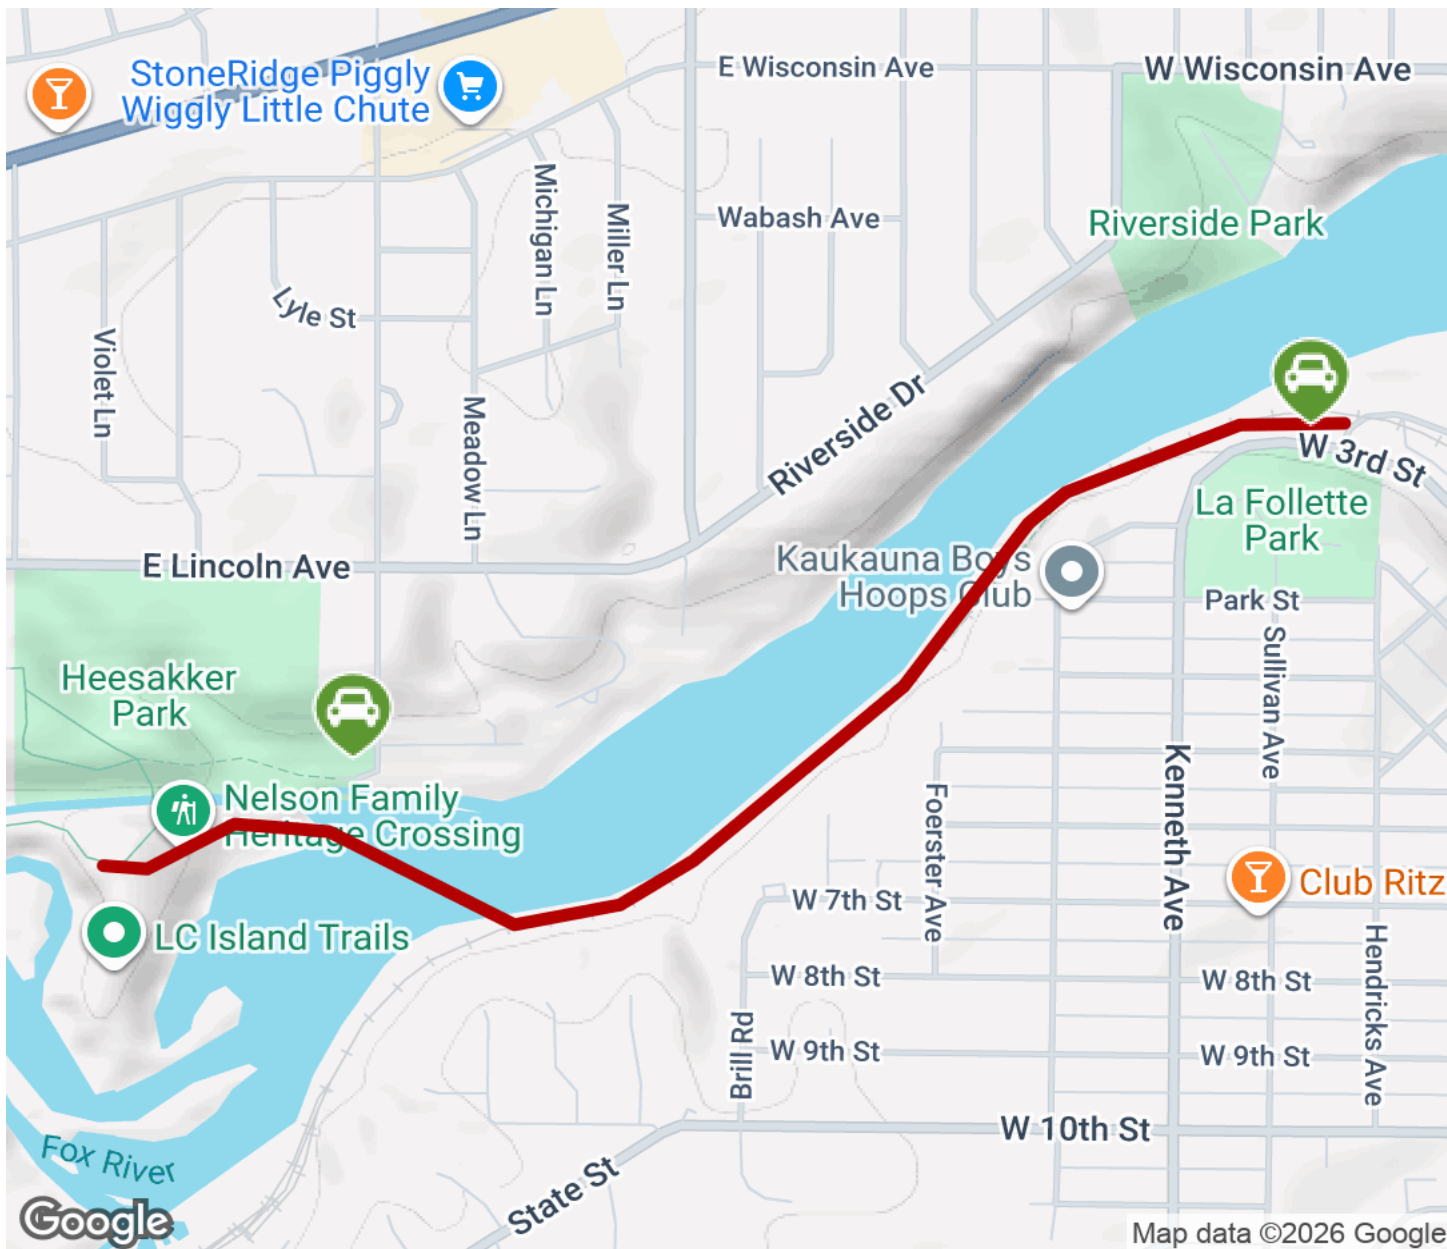 StoneRidge Piggly
Wiggly Little Chute
E Wisconsin Ave
W Wisconsin Ave
Michigan Ln
Miller Ln
Wabash Ave
Riverside Park
Lyle St
Violet Ln
Meadow Ln
Riverside Dr
W 3rd St
La Follette
Park
E Lincoln Ave
Kaukauna Boys
Hoops Club
Park St
Heesakker
Park
Sullivan Ave
Kenneth Ave
Foerster Ave
Nelson Family
Heritage Crossing
Club Ritz
W 7th St
LC Island Trails
W 8th St
W 8th St
Hendricks Ave
Brill Rd
W 9th St
W 9th St
W 10th St
Fox River
State St
Google
Map data ©2026 Google